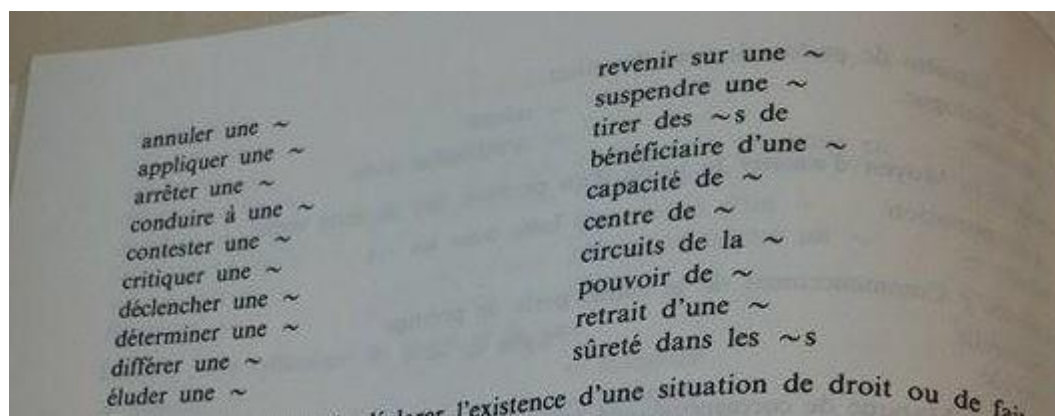 annuler une ~
appliquer une ~
arrêter une ~
conduire à une ~
contester une ~
critiquer une ~
déclencher une ~
déterminer une ~
différer une ~
éluder une ~
revenir sur une ~
suspendre une ~
tirer des ~s de
bénéficiaire d'une ~
capacité de ~
centre de ~
circuits de la ~
pouvoir de ~
retrait d'une ~
sûreté dans les ~s
l'existence d'une situation de droit ou de